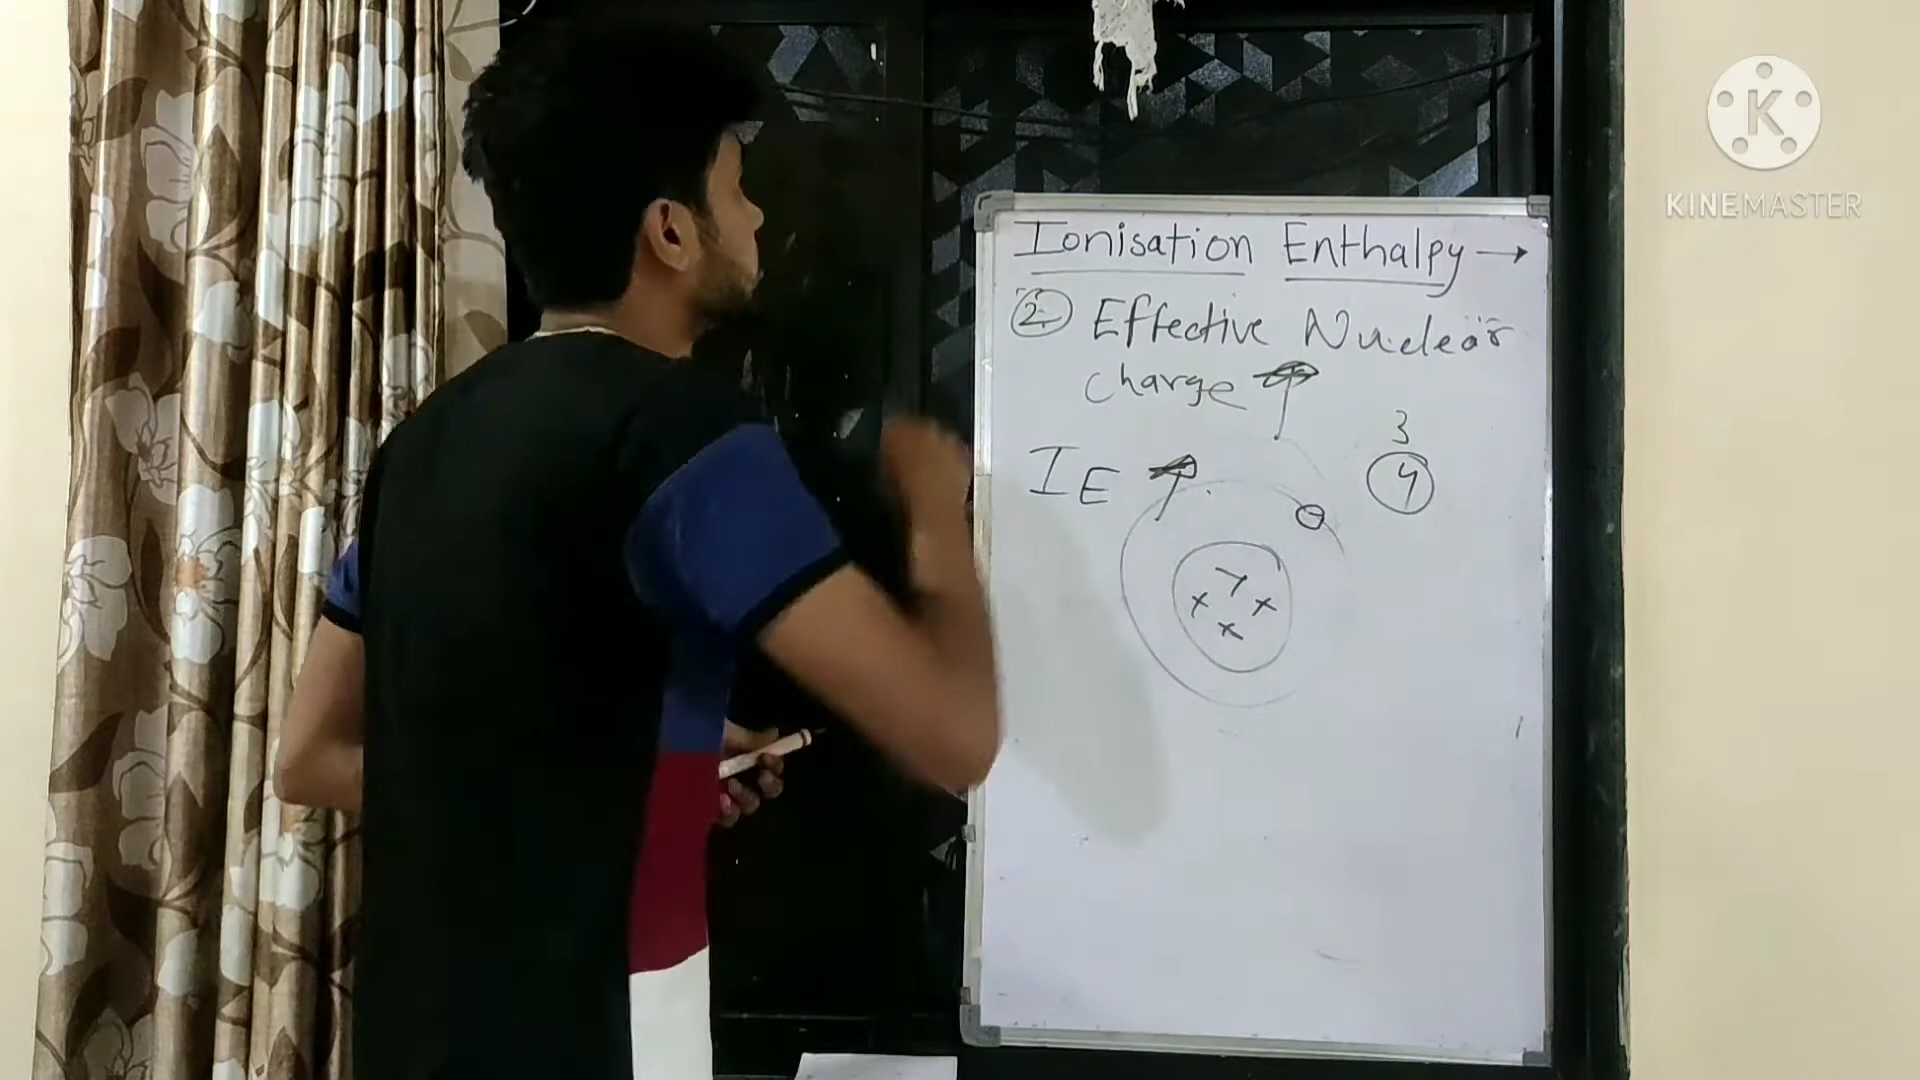 Ionisation Enthalpy →
2. Effective Nuclear
charge ↑
3
IE ↑
4
K
KINEMASTER